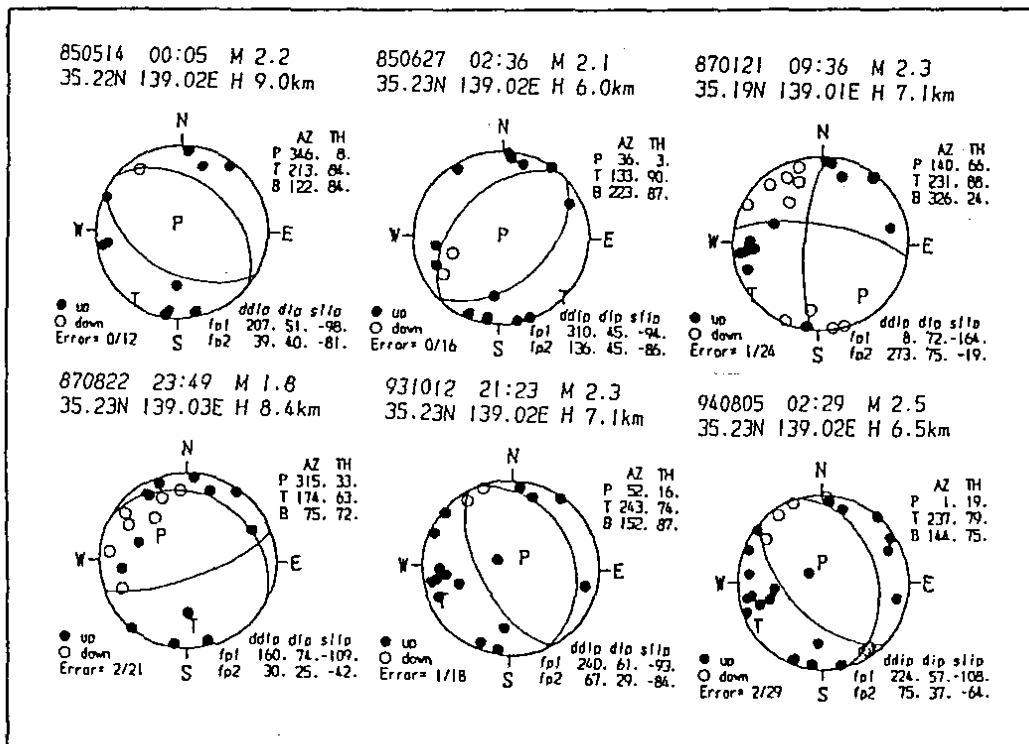 850514 00:05 M 2.2
35.22N 139.02E H 9.0km
N
AZ TH
P 346. 8.
T 213. 84.
B 122. 84.
W
P
E
T
● up
○ down
Error= 0/12
S
ddip dip slip
fp1 207. 51. -98.
fp2 39. 40. -81.
850627 02:36 M 2.1
35.23N 139.02E H 6.0km
N
AZ TH
P 36. 3.
T 133. 90.
B 223. 87.
W
P
E
T
● up
○ down
Error= 0/16
S
ddip dip slip
fp1 310. 45. -94.
fp2 136. 45. -86.
870121 09:36 M 2.3
35.19N 139.01E H 7.1km
N
AZ TH
P 140. 66.
T 231. 88.
B 326. 24.
W
E
T
P
● up
○ down
Error= 1/24
S
ddip dip slip
fp1 8. 72. -164.
fp2 273. 75. -19.
870822 23:49 M 1.8
35.23N 139.03E H 8.4km
N
AZ TH
P 315. 33.
T 174. 63.
B 75. 72.
P
W
E
T
● up
○ down
Error= 2/21
S
ddip dip slip
fp1 160. 74. -109.
fp2 30. 25. -42.
931012 21:23 M 2.3
35.23N 139.02E H 7.1km
N
AZ TH
P 52. 16.
T 243. 74.
B 152. 87.
W
P
E
T
● up
○ down
Error= 1/18
S
ddip dip slip
fp1 240. 61. -93.
fp2 67. 29. -84.
940805 02:29 M 2.5
35.23N 139.02E H 6.5km
N
AZ TH
P 1. 19.
T 237. 79.
B 144. 75.
P
W
E
T
● up
○ down
Error= 2/29
S
ddip dip slip
fp1 224. 57. -108.
fp2 75. 37. -64.